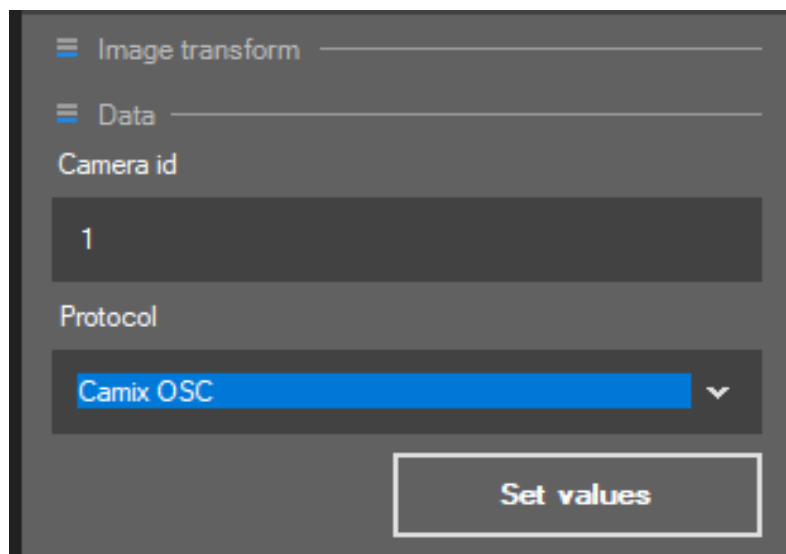 Image transform
Data
Camera id
1
Protocol
Camix OSC
Set values